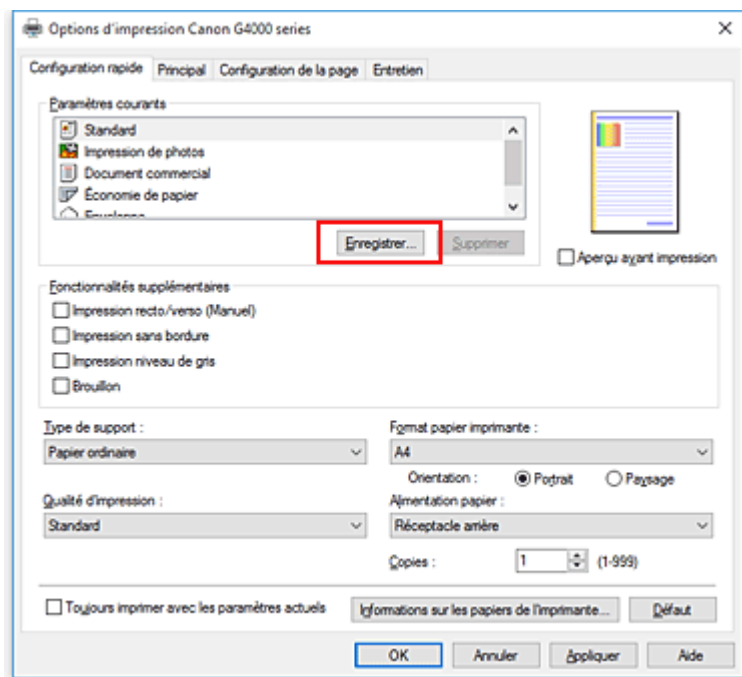 Options d'impression Canon G4000 series
Configuration rapide Principal Configuration de la page Entretien
Paramètres courants
Standard
Impression de photos
Document commercial
Économie de papier
Enregistrer... Supprimer
Aperçu avant impression
Fonctionnalités supplémentaires
Impression recto/verso (Manuel)
Impression sans bordure
Impression niveau de gris
Brouillon
Type de support : Format papier imprimante :
Papier ordinaire A4
Orientation : Portrait Paysage
Qualité d'impression : Alimentation papier :
Standard Réceptacle arrière
Copies : 1 (1-999)
Toujours imprimer avec les paramètres actuels Informations sur les papiers de l'imprimante... Défaut
OK Annuler Appliquer Aide